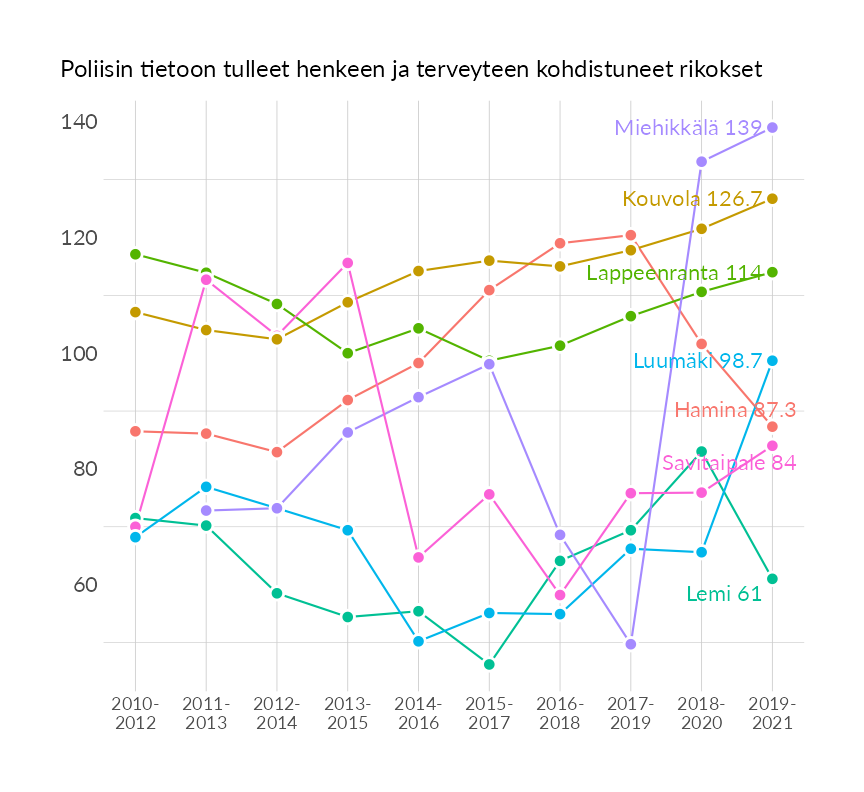 Poliisin tietoon tulleet henkeen ja terveyteen kohdistuneet rikokset
140
120
100
80
60
Miehikkälä 139
Kouvola 126.7
Lappeenranta 114
Luumäki 98.7
Hamina 87.3
Savitaipale 84
Lemi 61
2010- 2011- 2012- 2013- 2014- 2015- 2016- 2017- 2018- 2019-
2012 2013 2014 2015 2016 2017 2018 2019 2020 2021